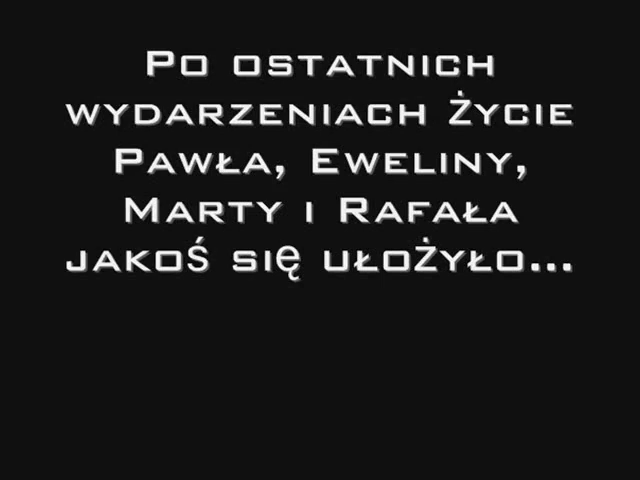 Po ostatnich
wydarzeniach życie
Pawła, Eweliny,
Marty i Rafała
jakoś się ułożyło...